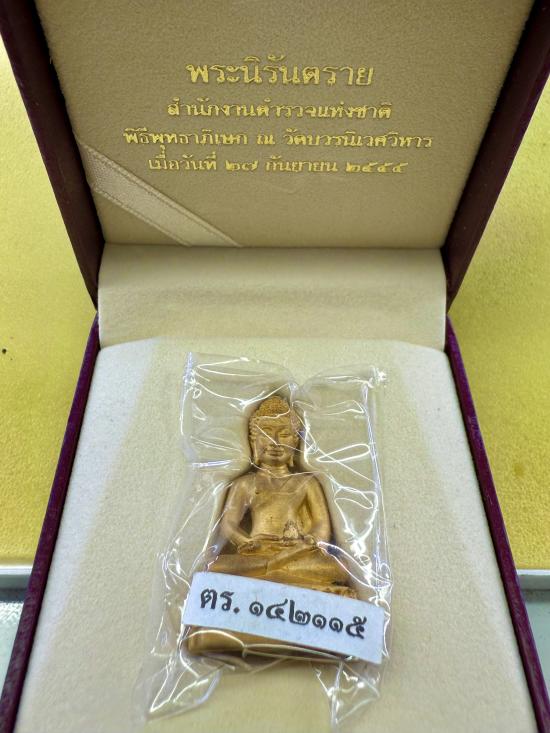 พระนิรันตราย
สำนักงานตำรวจแห่งชาติ
พิธีพุทธาภิเษก ณ วัดบวรนิเวศวิหาร
เมื่อวันที่ ๒๗ กันยายน ๒๕๔๕
ตร. ๑๔๒๑๑๕